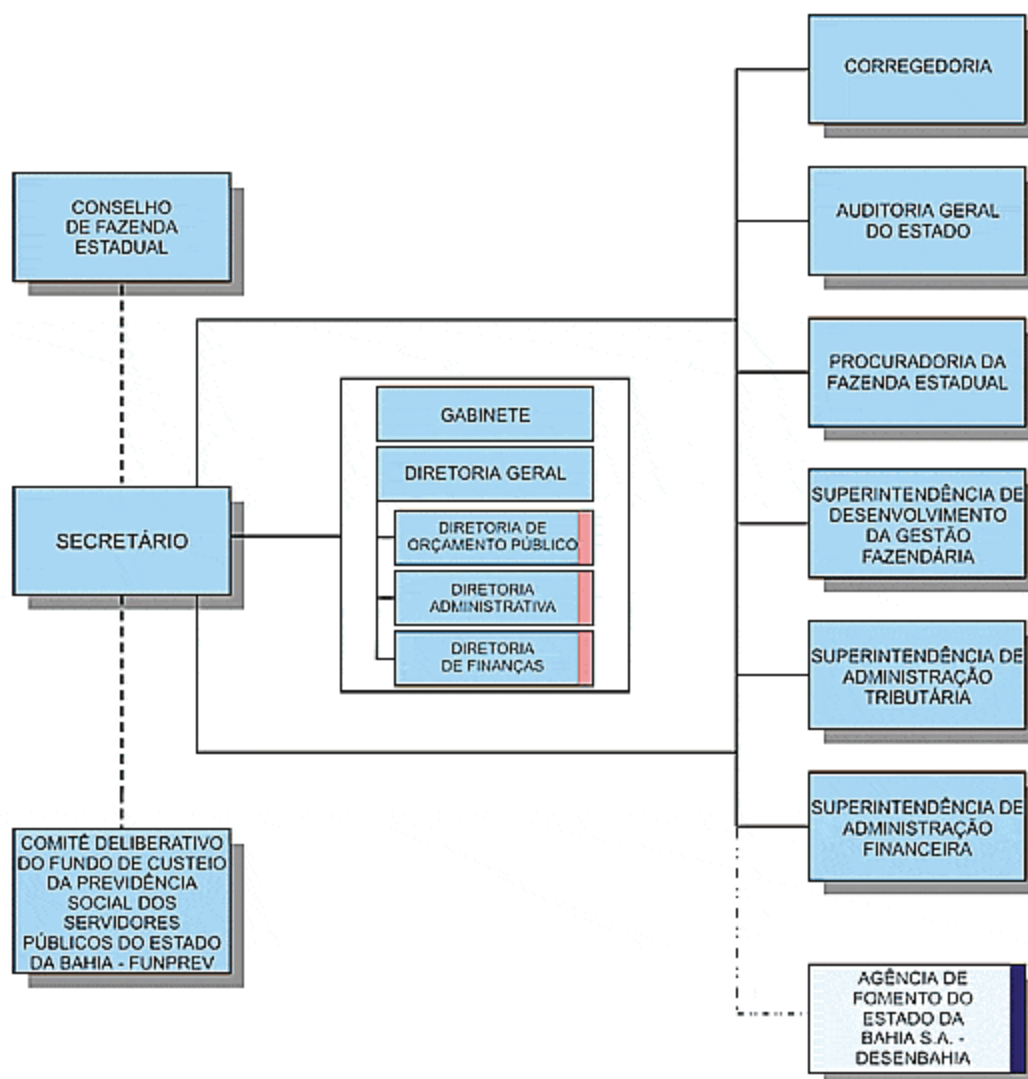 CORREGEDORIA
AUDITORIA GERAL
DO ESTADO
CONSELHO
DE FAZENDA
ESTADUAL
PROCURADORIA DA
FAZENDA ESTADUAL
GABINETE
DIRETORIA GERAL
DIRETORIA DE
ORÇAMENTO PÚBLICO
DIRETORIA
ADMINISTRATIVA
DIRETORIA
DE FINANÇAS
SECRETÁRIO
SUPERINTENDÊNCIA DE
DESENVOLVIMENTO
DA GESTÃO
FAZENDÁRIA
SUPERINTENDÊNCIA DE
ADMINISTRAÇÃO
TRIBUTÁRIA
SUPERINTENDÊNCIA DE
ADMINISTRAÇÃO
FINANCEIRA
COMITÊ DELIBERATIVO
DO FUNDO DE CUSTEIO
DA PREVIDÊNCIA
SOCIAL DOS
SERVIDORES
PÚBLICOS DO ESTADO
DA BAHIA - FUNPREV
AGÊNCIA DE
FOMENTO DO
ESTADO DA
BAHIA S.A. -
DESENBAHIA